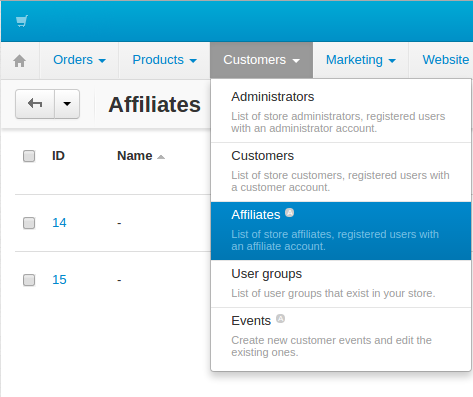 Orders Products Customers Marketing Website
Affiliates
Administrators
List of store administrators, registered users
with an administrator account.
Customers
List of store customers, registered users with
a customer account.
Affiliates A
List of store affiliates, registered users with
an affiliate account.
User groups
List of user groups that exist in your store.
Events A
Create new customer events and edit the
existing ones.
ID Name
14 -
15 -